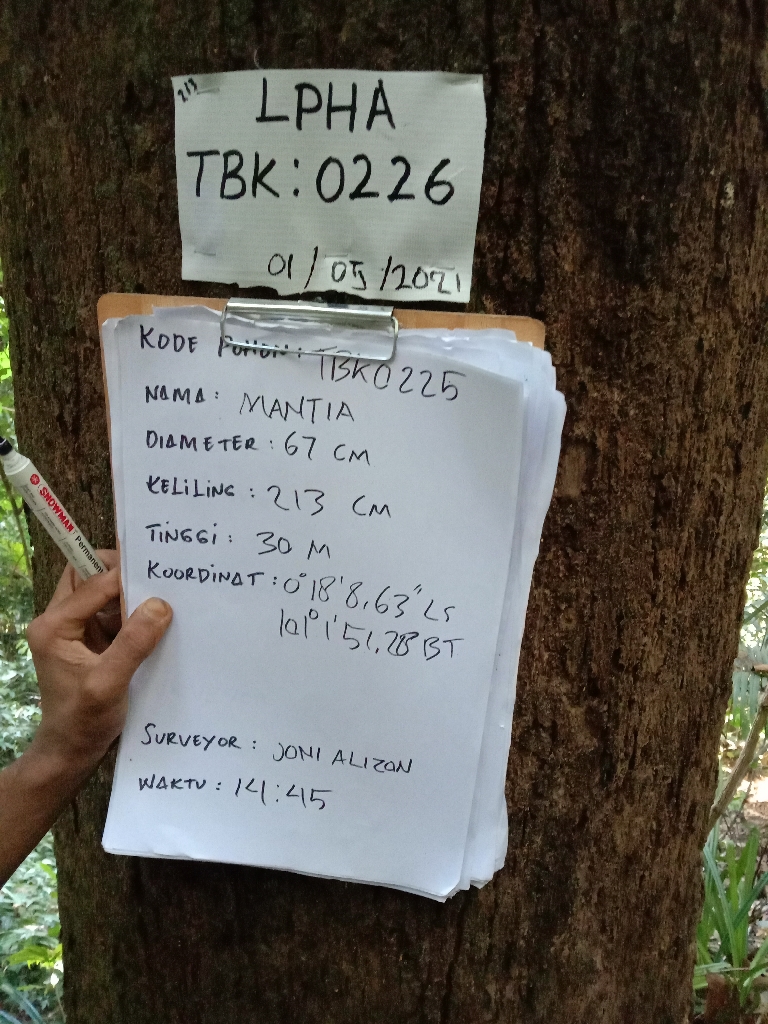 213
LPHA
TBK: 0226
01/05/2021
KODE POHON: TBK0225
NAMA: MANTIA
DIAMETER: 67 CM
KELILING: 213 CM
TINGGI: 30 M
KOORDINAT: 0°18'8,63" LS
101°1'51,28 BT
SURVEYOR: JONI ALIZON
WAKTU: 14:45
SNOWMAN Permanent